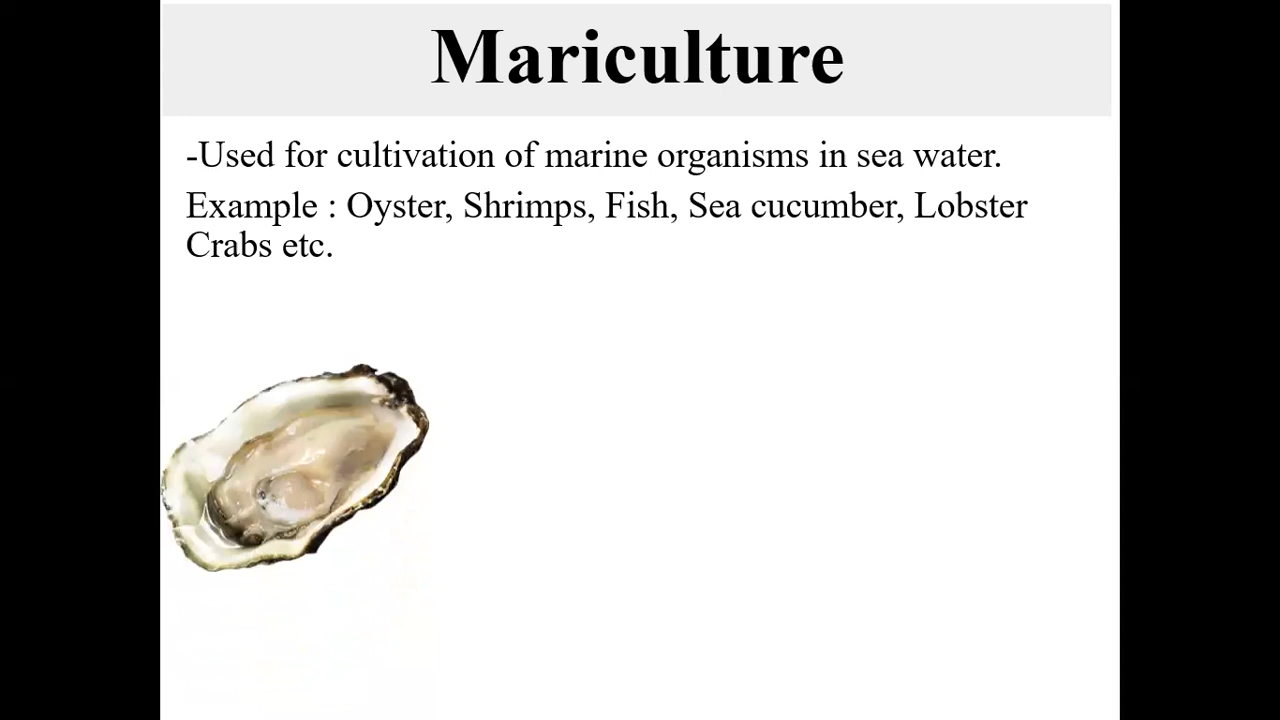 Mariculture
-Used for cultivation of marine organisms in sea water.
Example : Oyster, Shrimps, Fish, Sea cucumber, Lobster
Crabs etc.